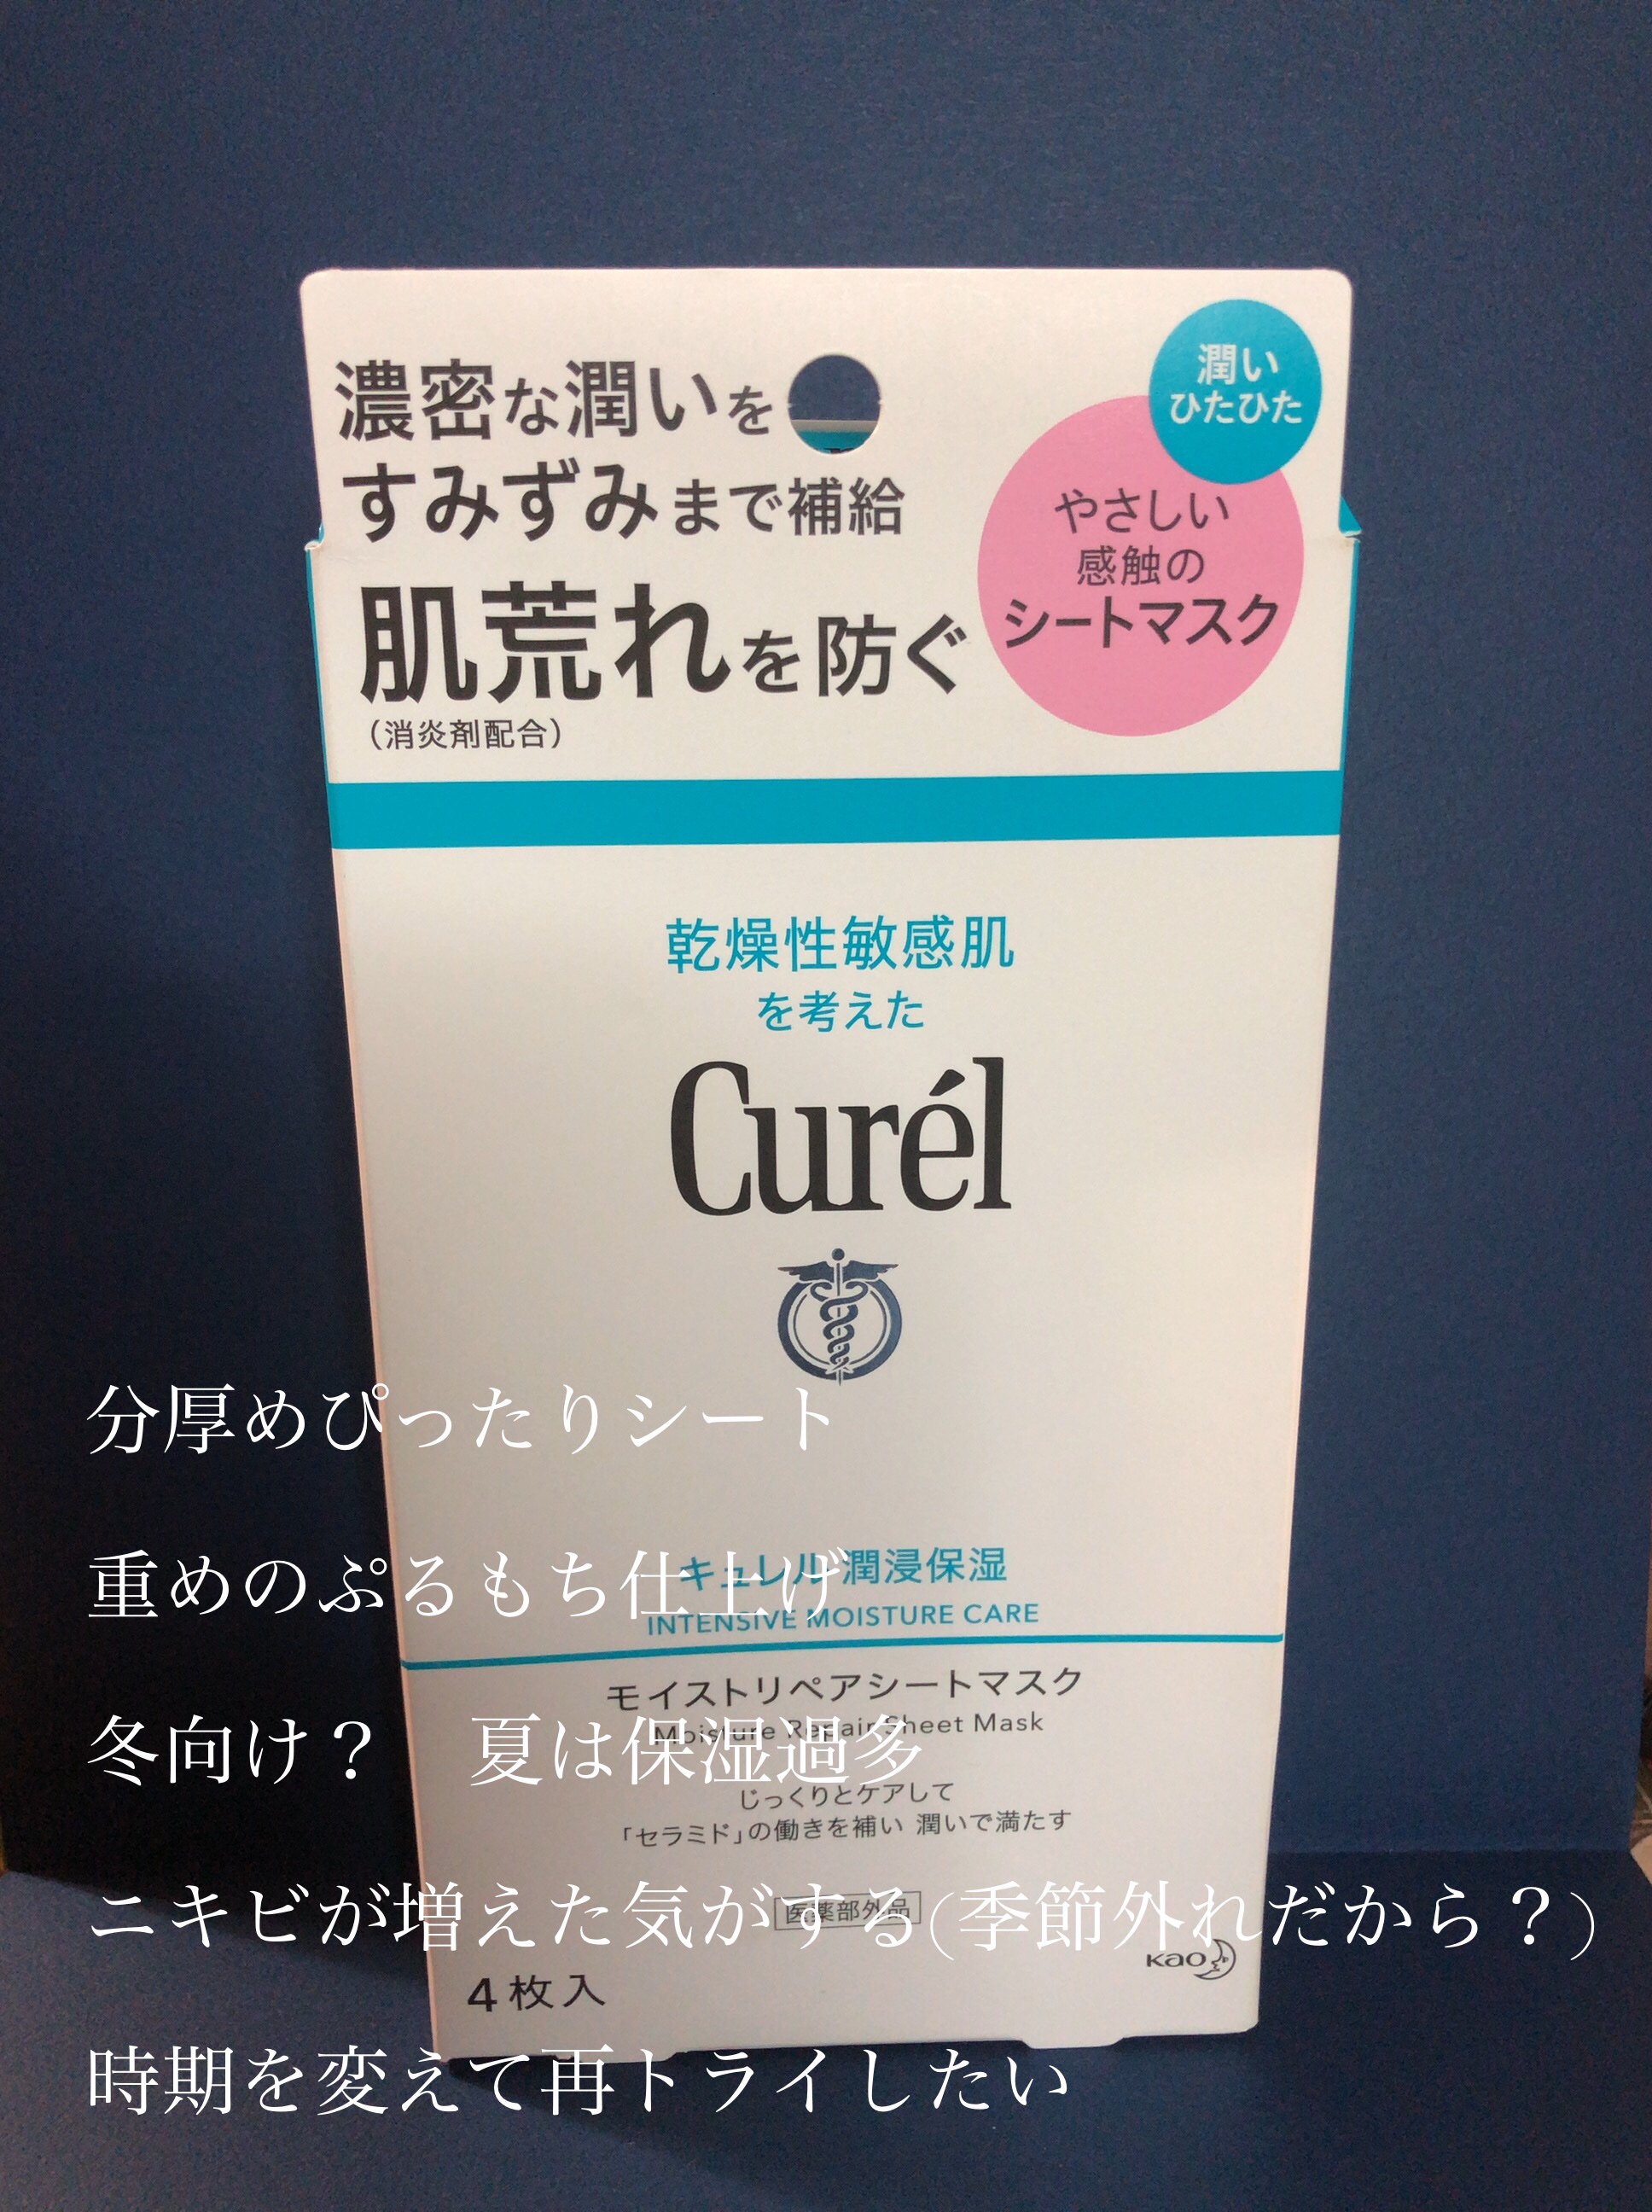 濃密な潤いを
すみずみまで補給
肌荒れを防ぐ
（消炎剤配合）
潤い
ひたひた
やさしい
感触の
シートマスク
乾燥性敏感肌
を考えた
Curél
分厚めぴったりシート
キュレル 潤浸保湿
重めのぷるもち仕上げ
INTENSIVE MOISTURE CARE
モイストリペアシートマスク
Moisture Repair Sheet Mask
冬向け？　夏は保湿過多
じっくりとケアして
「セラミド」の働きを補い 潤いで満たす
医薬部外品
ニキビが増えた気がする(季節外れだから？)
Kao
4枚入
時期を変えて再トライしたい